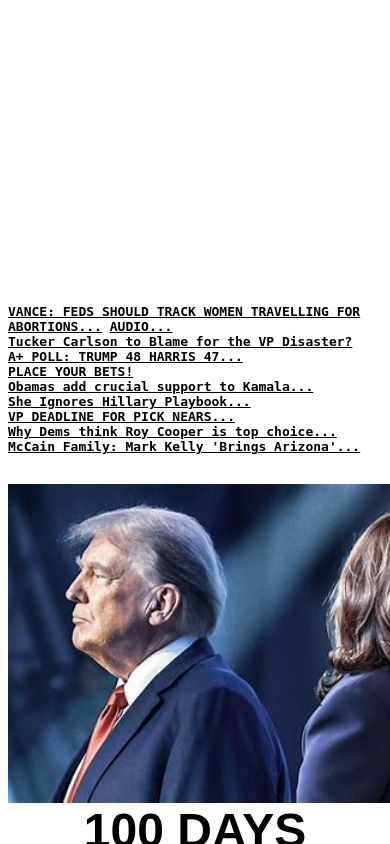 VANCE: FEDS SHOULD TRACK WOMEN TRAVELLING FOR
ABORTIONS... AUDIO...
Tucker Carlson to Blame for the VP Disaster?
A+ POLL: TRUMP 48 HARRIS 47...
PLACE YOUR BETS!
Obamas add crucial support to Kamala...
She Ignores Hillary Playbook...
VP DEADLINE FOR PICK NEARS...
Why Dems think Roy Cooper is top choice...
McCain Family: Mark Kelly 'Brings Arizona'...
100 DAYS